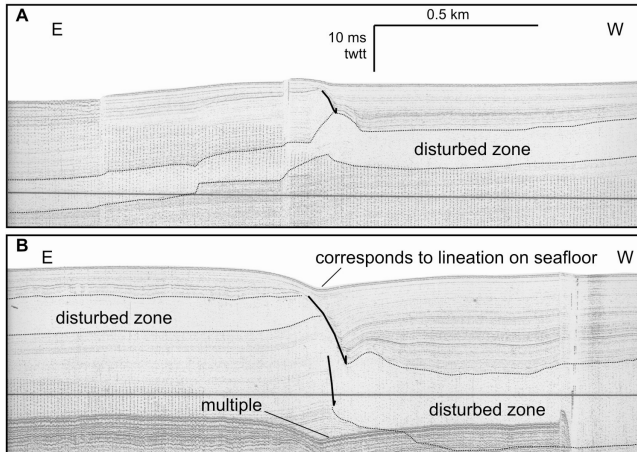 A
E
0.5 km
10 ms
twtt
W
disturbed zone
B
E
corresponds to lineation on seafloor
W
disturbed zone
multiple
disturbed zone